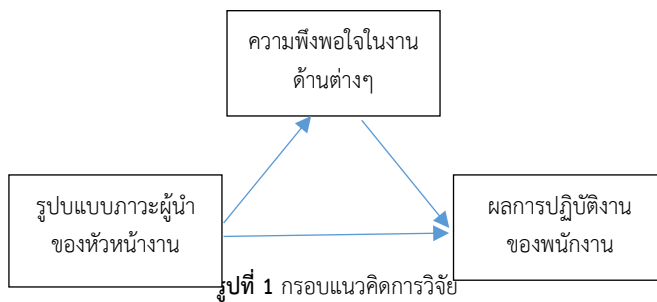 ความพึงพอใจในงาน
ด้านต่างๆ
รูปบแบบภาวะผู้นำ
ของหัวหน้างาน
ผลการปฏิบัติงาน
ของพนักงาน
รูปที่ 1 กรอบแนวคิดการวิจัย